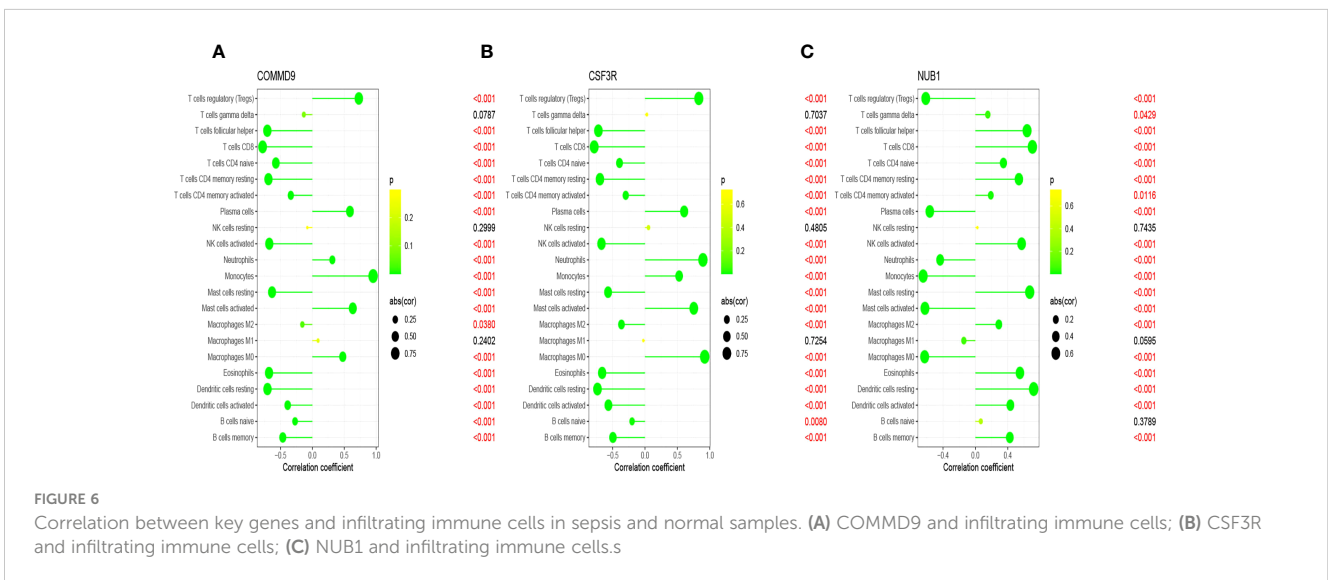 A
COMMD9
T cells regulatory (Tregs)
<0.001
T cells gamma delta
0.0787
T cells follicular helper
<0.001
T cells CD8
<0.001
T cells CD4 naive
<0.001
T cells CD4 memory resting
<0.001
T cells CD4 memory activated
<0.001
Plasma cells
<0.001
NK cells resting
0.2999
NK cells activated
<0.001
Neutrophils
<0.001
Monocytes
<0.001
Mast cells resting
<0.001
Mast cells activated
<0.001
Macrophages M2
0.0380
Macrophages M1
0.2402
Macrophages M0
<0.001
Eosinophils
<0.001
Dendritic cells resting
<0.001
Dendritic cells activated
<0.001
B cells naive
<0.001
B cells memory
<0.001
−0.5 0.0 0.5 1.0
Correlation coefficient
p
0.2
0.1
abs(cor)
0.25
0.50
0.75
B
CSF3R
T cells regulatory (Tregs)
<0.001
T cells gamma delta
0.7037
T cells follicular helper
<0.001
T cells CD8
<0.001
T cells CD4 naive
<0.001
T cells CD4 memory resting
<0.001
T cells CD4 memory activated
<0.001
Plasma cells
<0.001
NK cells resting
0.4805
NK cells activated
<0.001
Neutrophils
<0.001
Monocytes
<0.001
Mast cells resting
<0.001
Mast cells activated
<0.001
Macrophages M2
<0.001
Macrophages M1
0.7254
Macrophages M0
<0.001
Eosinophils
<0.001
Dendritic cells resting
<0.001
Dendritic cells activated
<0.001
B cells naive
0.0080
B cells memory
<0.001
−0.5 0.0 0.5 1.0
Correlation coefficient
p
0.6
0.4
0.2
abs(cor)
0.25
0.50
0.75
C
NUB1
T cells regulatory (Tregs)
<0.001
T cells gamma delta
0.0429
T cells follicular helper
<0.001
T cells CD8
<0.001
T cells CD4 naive
<0.001
T cells CD4 memory resting
<0.001
T cells CD4 memory activated
0.0116
Plasma cells
<0.001
NK cells resting
0.7435
NK cells activated
<0.001
Neutrophils
<0.001
Monocytes
<0.001
Mast cells resting
<0.001
Mast cells activated
<0.001
Macrophages M2
<0.001
Macrophages M1
0.0595
Macrophages M0
<0.001
Eosinophils
<0.001
Dendritic cells resting
<0.001
Dendritic cells activated
<0.001
B cells naive
0.3789
B cells memory
<0.001
−0.4 0.0 0.4
Correlation coefficient
p
0.6
0.4
0.2
abs(cor)
0.2
0.4
0.6
FIGURE 6
Correlation between key genes and infiltrating immune cells in sepsis and normal samples. (A) COMMD9 and infiltrating immune cells; (B) CSF3R
and infiltrating immune cells; (C) NUB1 and infiltrating immune cells.s